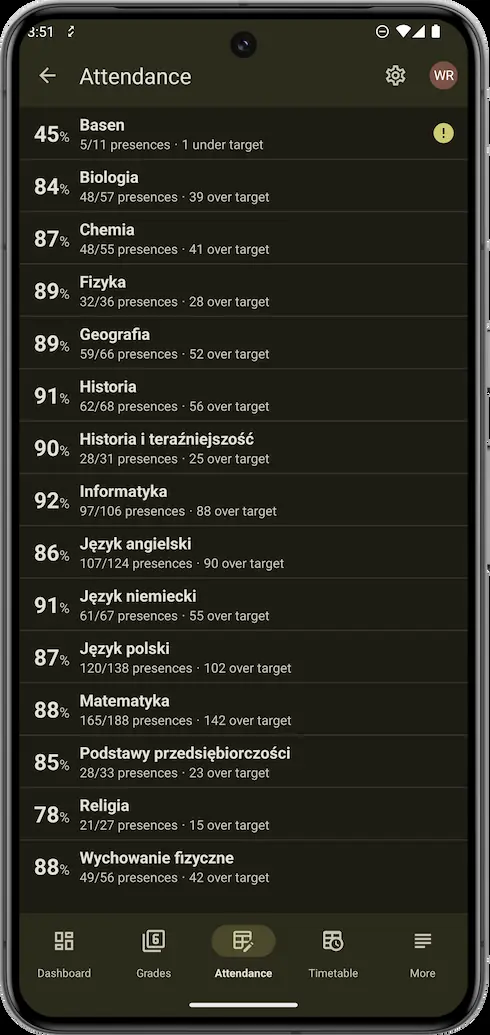 3:51
Attendance
WR
45%
Basen
5/11 presences · 1 under target
84%
Biologia
48/57 presences · 39 over target
87%
Chemia
48/55 presences · 41 over target
89%
Fizyka
32/36 presences · 28 over target
89%
Geografia
59/66 presences · 52 over target
91%
Historia
62/68 presences · 56 over target
90%
Historia i teraźniejszość
28/31 presences · 25 over target
92%
Informatyka
97/106 presences · 88 over target
86%
Język angielski
107/124 presences · 90 over target
91%
Język niemiecki
61/67 presences · 55 over target
87%
Język polski
120/138 presences · 102 over target
88%
Matematyka
165/188 presences · 142 over target
85%
Podstawy przedsiębiorczości
28/33 presences · 23 over target
78%
Religia
21/27 presences · 15 over target
88%
Wychowanie fizyczne
49/56 presences · 42 over target
6
Dashboard
Grades
Attendance
Timetable
More